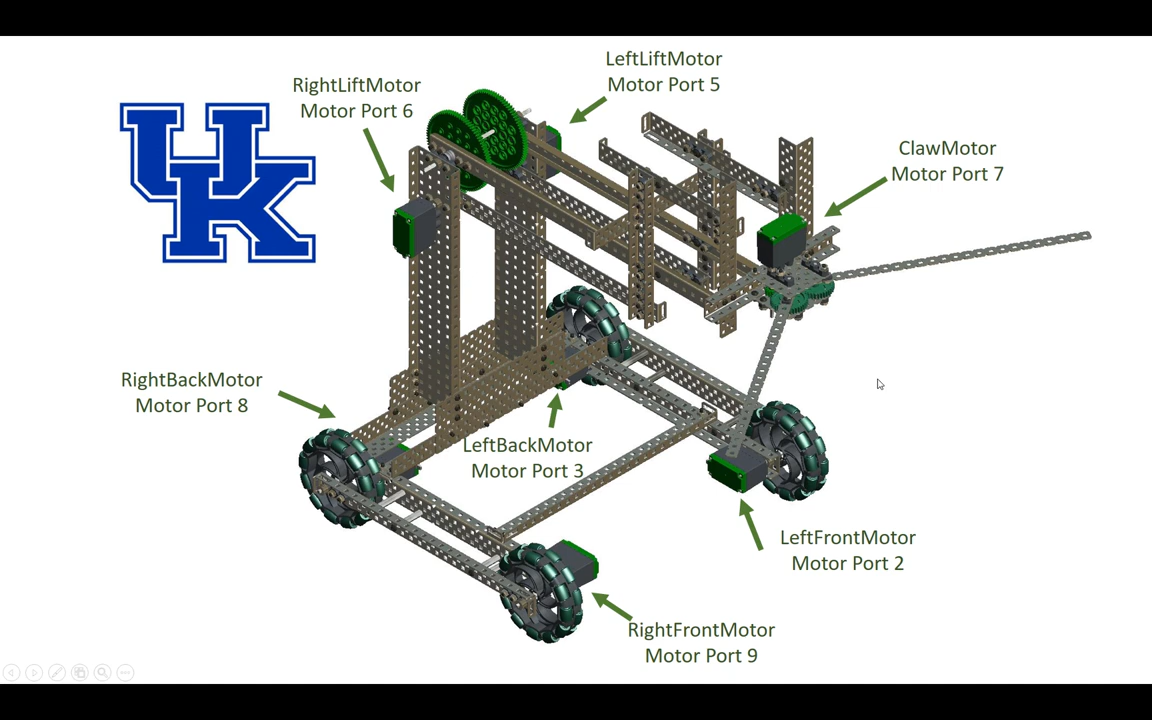 LeftLiftMotor
Motor Port 5
RightLiftMotor
Motor Port 6
ClawMotor
Motor Port 7
UK
RightBackMotor
Motor Port 8
LeftBackMotor
Motor Port 3
LeftFrontMotor
Motor Port 2
RightFrontMotor
Motor Port 9